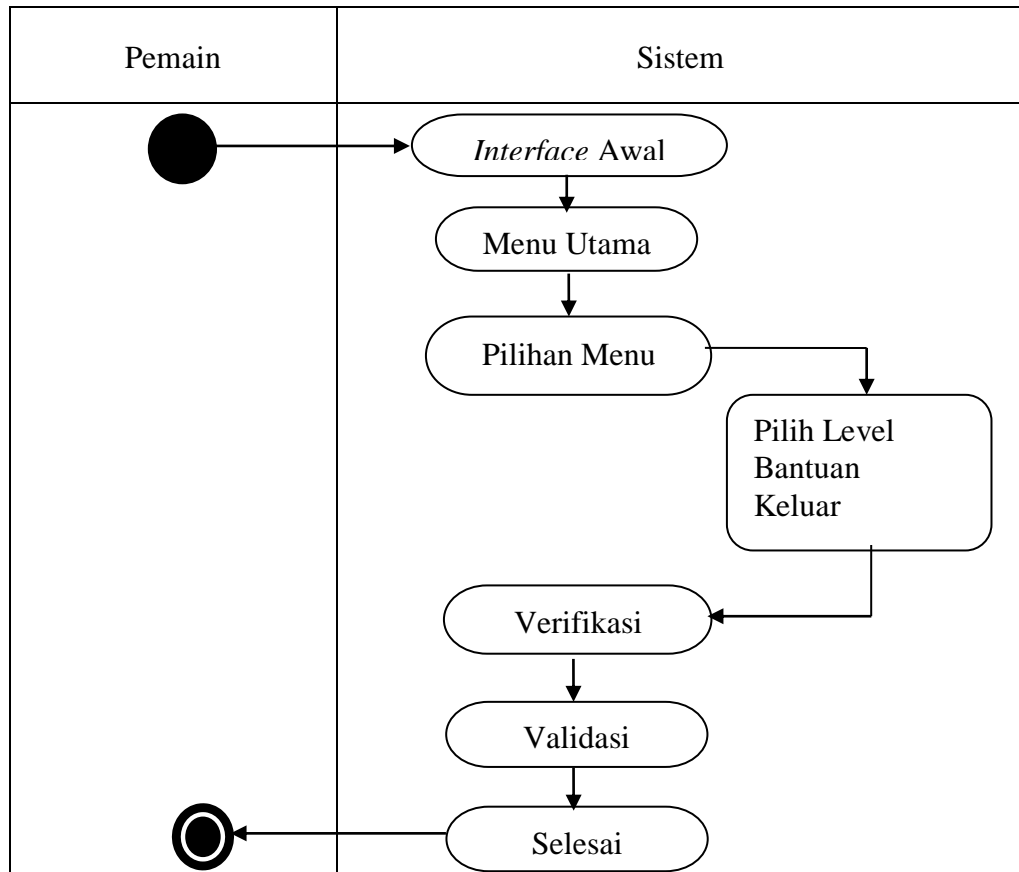 Pemain
Sistem
Interface Awal
Menu Utama
Pilihan Menu
Pilih Level
Bantuan
Keluar
Verifikasi
Validasi
Selesai